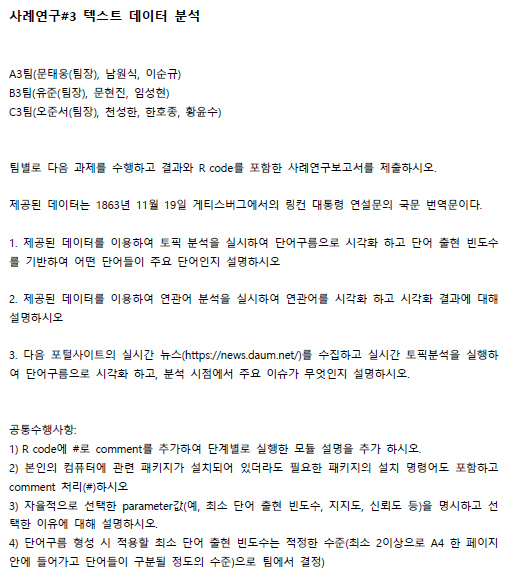 사례연구#3 텍스트 데이터 분석
A3팀(문태웅(팀장), 남원식, 이순규)
B3팀(유준(팀장), 문현진, 임성현)
C3팀(오준서(팀장), 천성한, 한호종, 황윤수)
팀별로 다음 과제를 수행하고 결과와 R code를 포함한 사례연구보고서를 제출하시오.
제공된 데이터는 1863년 11월 19일 게티스버그에서의 링컨 대통령 연설문의 국문 번역문이다.
1. 제공된 데이터를 이용하여 토픽 분석을 실시하여 단어구름으로 시각화 하고 단어 출현 빈도수
를 기반하여 어떤 단어들이 주요 단어인지 설명하시오
2. 제공된 데이터를 이용하여 연관어 분석을 실시하여 연관어를 시각화 하고 시각화 결과에 대해
설명하시오
3. 다음 포털사이트의 실시간 뉴스(https://news.daum.net/)를 수집하고 실시간 토픽분석을 실행하
여 단어구름으로 시각화 하고, 분석 시점에서 주요 이슈가 무엇인지 설명하시오.
공통수행사항:
1) R code에 #로 comment를 추가하여 단계별로 실행한 모듈 설명을 추가 하시오.
2) 본인의 컴퓨터에 관련 패키지가 설치되어 있더라도 필요한 패키지의 설치 명령어도 포함하고
comment 처리(#)하시오
3) 자율적으로 선택한 parameter값(예, 최소 단어 출현 빈도수, 지지도, 신뢰도 등)을 명시하고 선
택한 이유에 대해 설명하시오.
4) 단어구름 형성 시 적용할 최소 단어 출현 빈도수는 적정한 수준(최소 2이상으로 A4 한 페이지
안에 들어가고 단어들이 구분될 정도의 수준)으로 팀에서 결정)